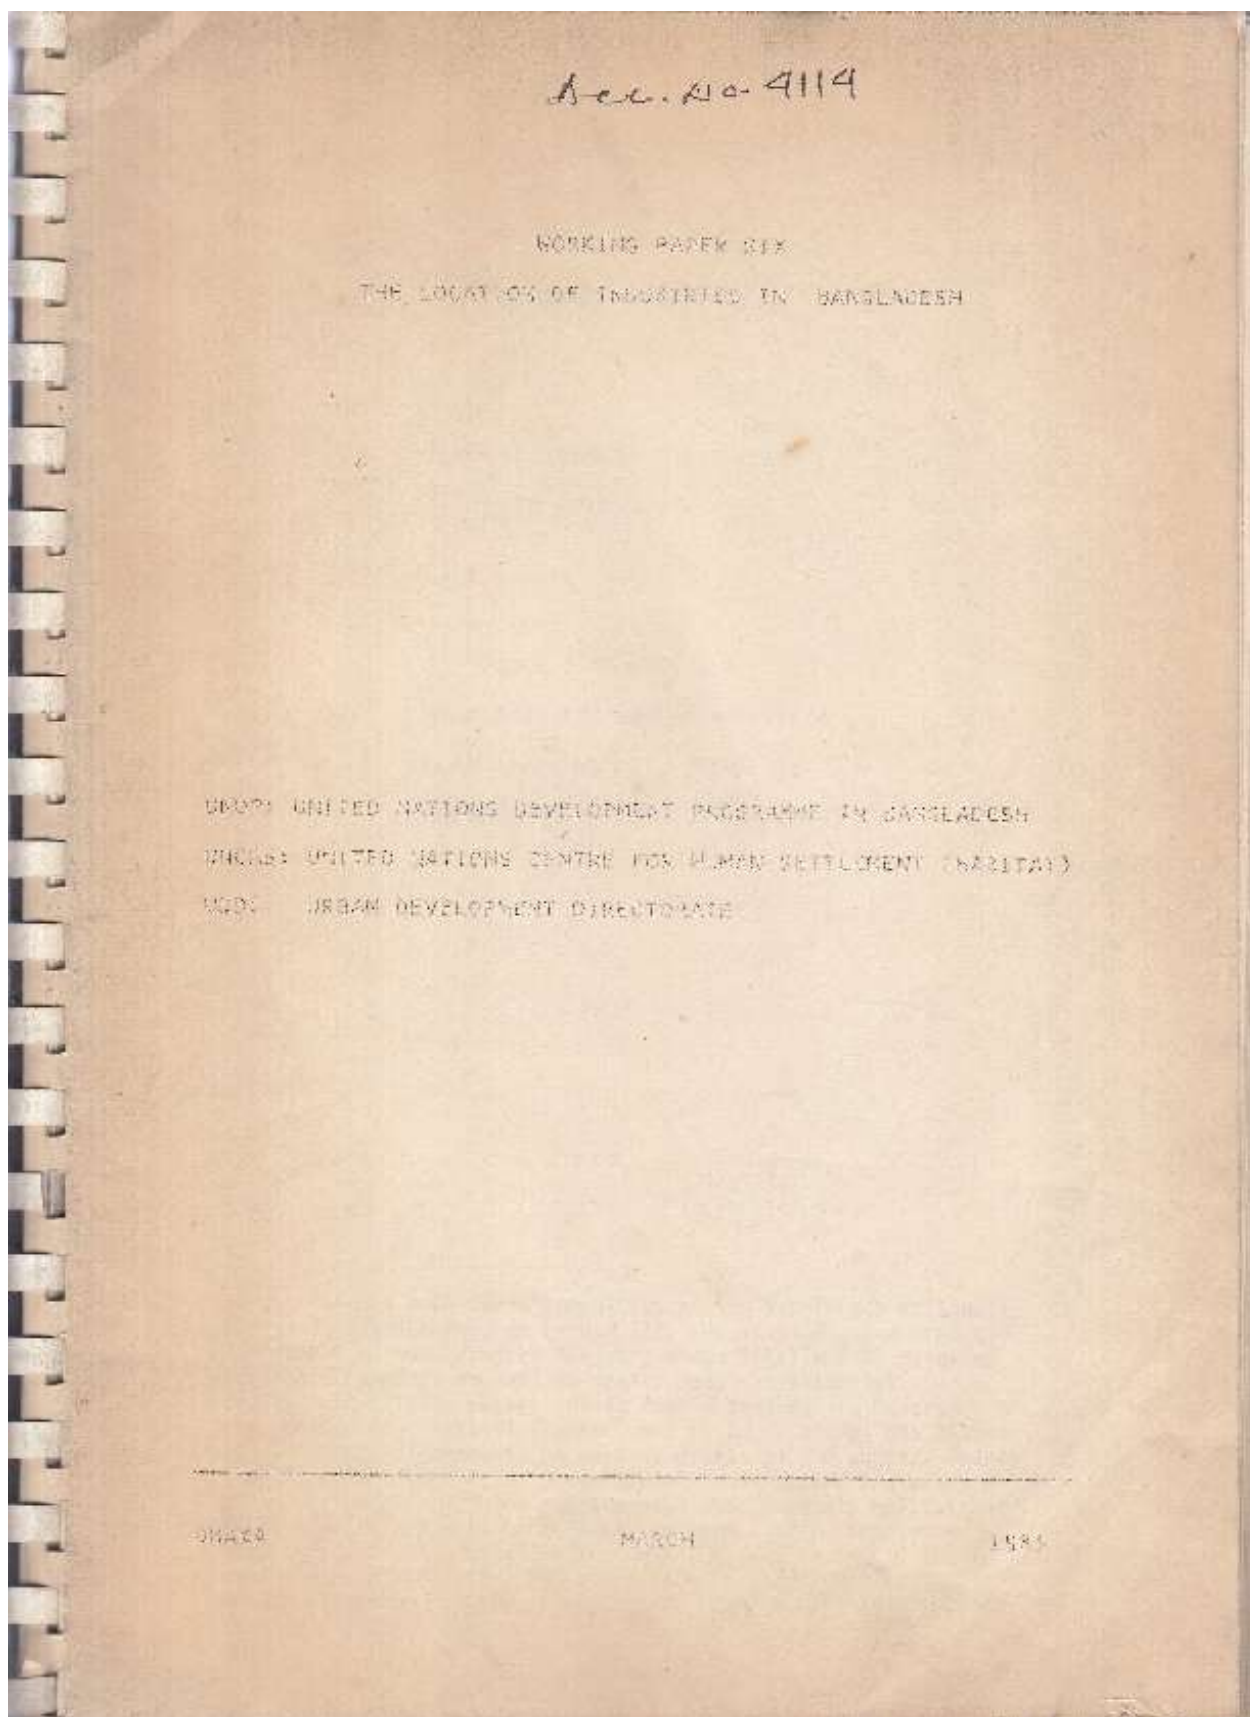 Acc. No- 4114
WORKING PAPER SIX
THE LOCATION OF INDUSTRIES IN BANGLADESH
UNDP: UNITED NATIONS DEVELOPMENT PROGRAMME IN BANGLADESH
UNCHS: UNITED NATIONS CENTRE FOR HUMAN SETTLEMENT (HABITAT)
UDD: URBAN DEVELOPMENT DIRECTORATE
DHAKA MARCH